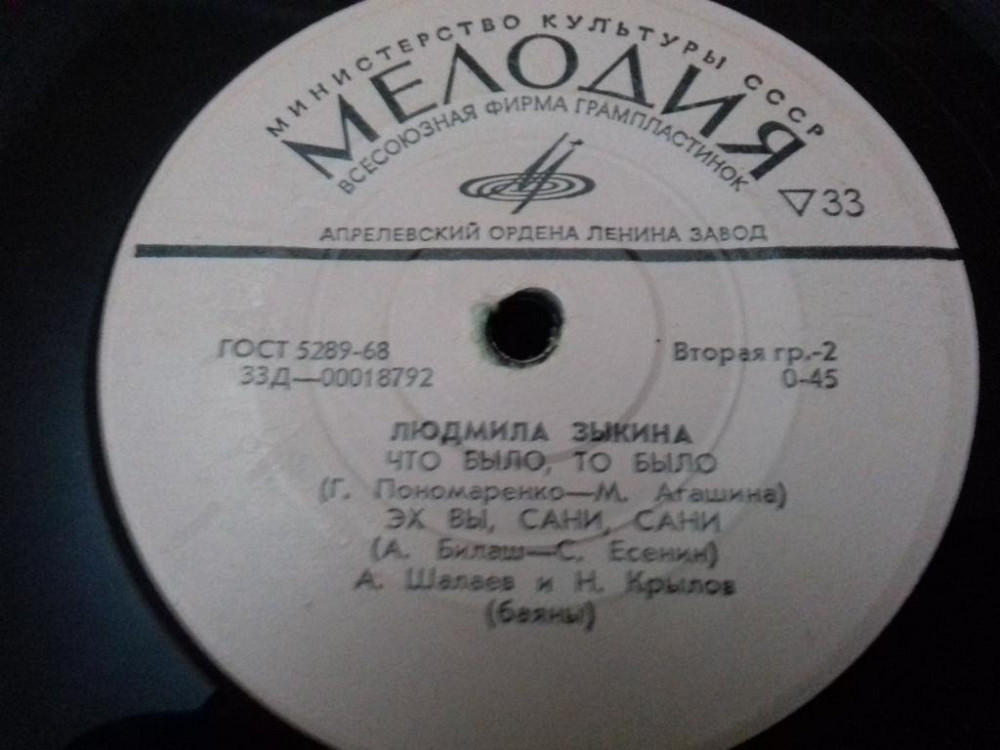 МИНИСТЕРСТВО КУЛЬТУРЫ СССР
МЕЛОДИЯ
ВСЕСОЮЗНАЯ ФИРМА ГРАМПЛАСТИНОК
33
АПРЕЛЕВСКИЙ ОРДЕНА ЛЕНИНА ЗАВОД
ГОСТ 5289-68
Вторая гр.-2
33Д—00018792
0-45
ЛЮДМИЛА ЗЫКИНА
ЧТО БЫЛО, ТО БЫЛО
(Г. Пономаренко—М. Агашина)
ЭХ ВЫ, САНИ, САНИ
(А. Билаш—С. Есенин)
А. Шалаев и Н. Крылов
(баяны)